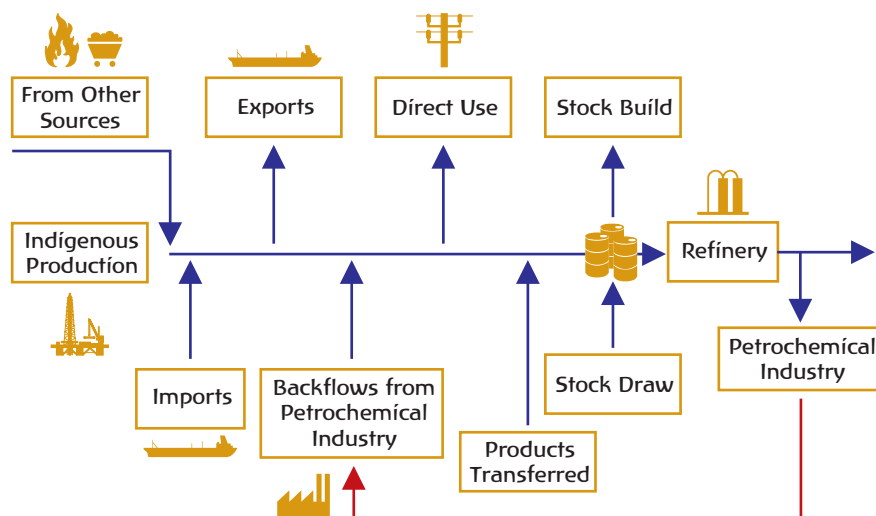 From Other
Sources
Exports
Direct Use
Stock Build
Indigenous
Production
Refinery
Imports
Backflows from
Petrochemical
Industry
Products
Transferred
Stock Draw
Petrochemical
Industry